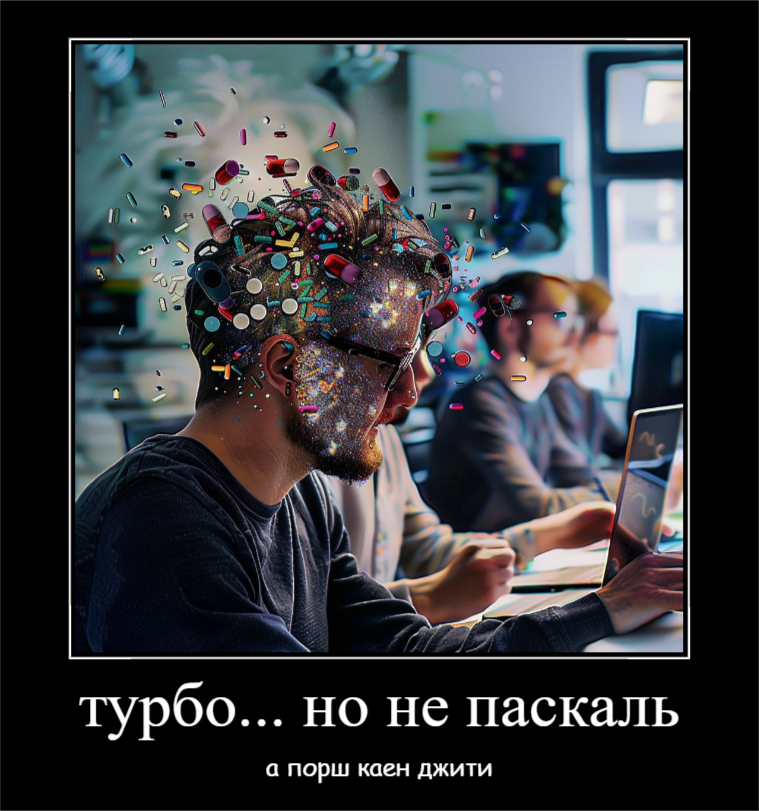 турбо... но не паскаль
а порш каен джити